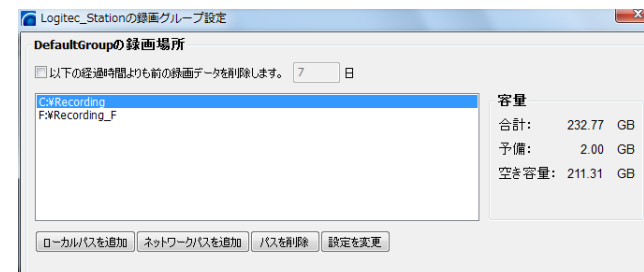 Logitec_Stationの録画グループ設定
DefaultGroupの録画場所
以下の経過時間よりも前の録画データを削除します。 7 日
C:¥Recording
F:¥Recording_F
容量
合計: 232.77 GB
予備: 2.00 GB
空き容量: 211.31 GB
ローカルパスを追加 ネットワークパスを追加 パスを削除 設定を変更